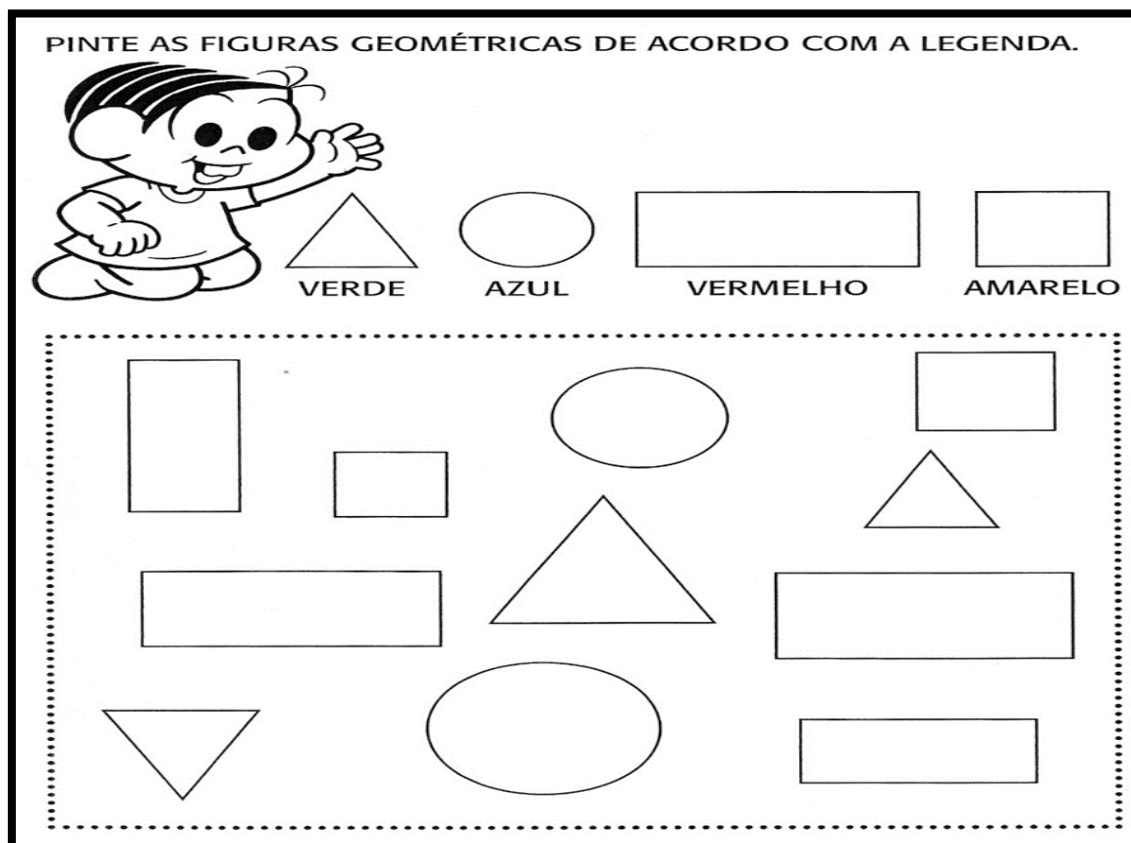 PINTE AS FIGURAS GEOMÉTRICAS DE ACORDO COM A LEGENDA.
VERDE AZUL VERMELHO AMARELO